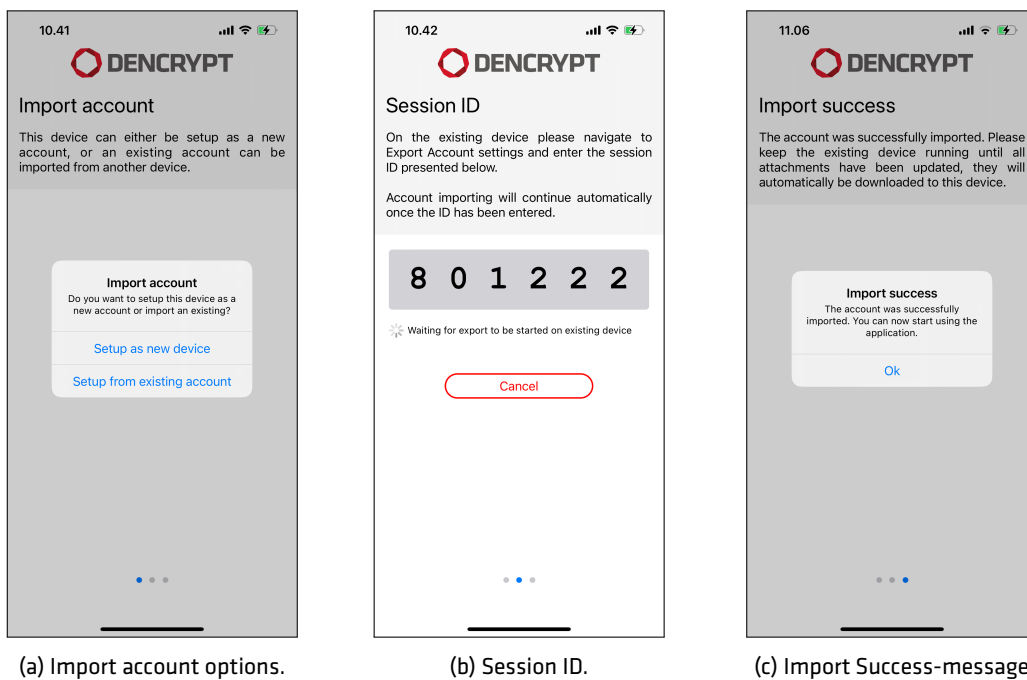 10.41
DENCRYPT
Import account
This device can either be setup as a new
account, or an existing account can be
imported from another device.
Import account
Do you want to setup this device as a
new account or import an existing?
Setup as new device
Setup from existing account
(a) Import account options.
10.42
DENCRYPT
Session ID
On the existing device please navigate to
Export Account settings and enter the session
ID presented below.
Account importing will continue automatically
once the ID has been entered.
8 0 1 2 2 2
Waiting for export to be started on existing device
Cancel
(b) Session ID.
11.06
DENCRYPT
Import success
The account was successfully imported. Please
keep the existing device running until all
attachments have been updated, they will
automatically be downloaded to this device.
Import success
The account was successfully
imported. You can now start using the
application.
Ok
(c) Import Success-message